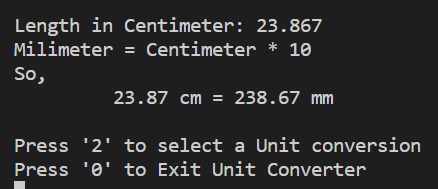 Length in Centimeter: 23.867
Milimeter = Centimeter * 10
So,
23.87 cm = 238.67 mm
Press '2' to select a Unit conversion
Press '0' to Exit Unit Converter